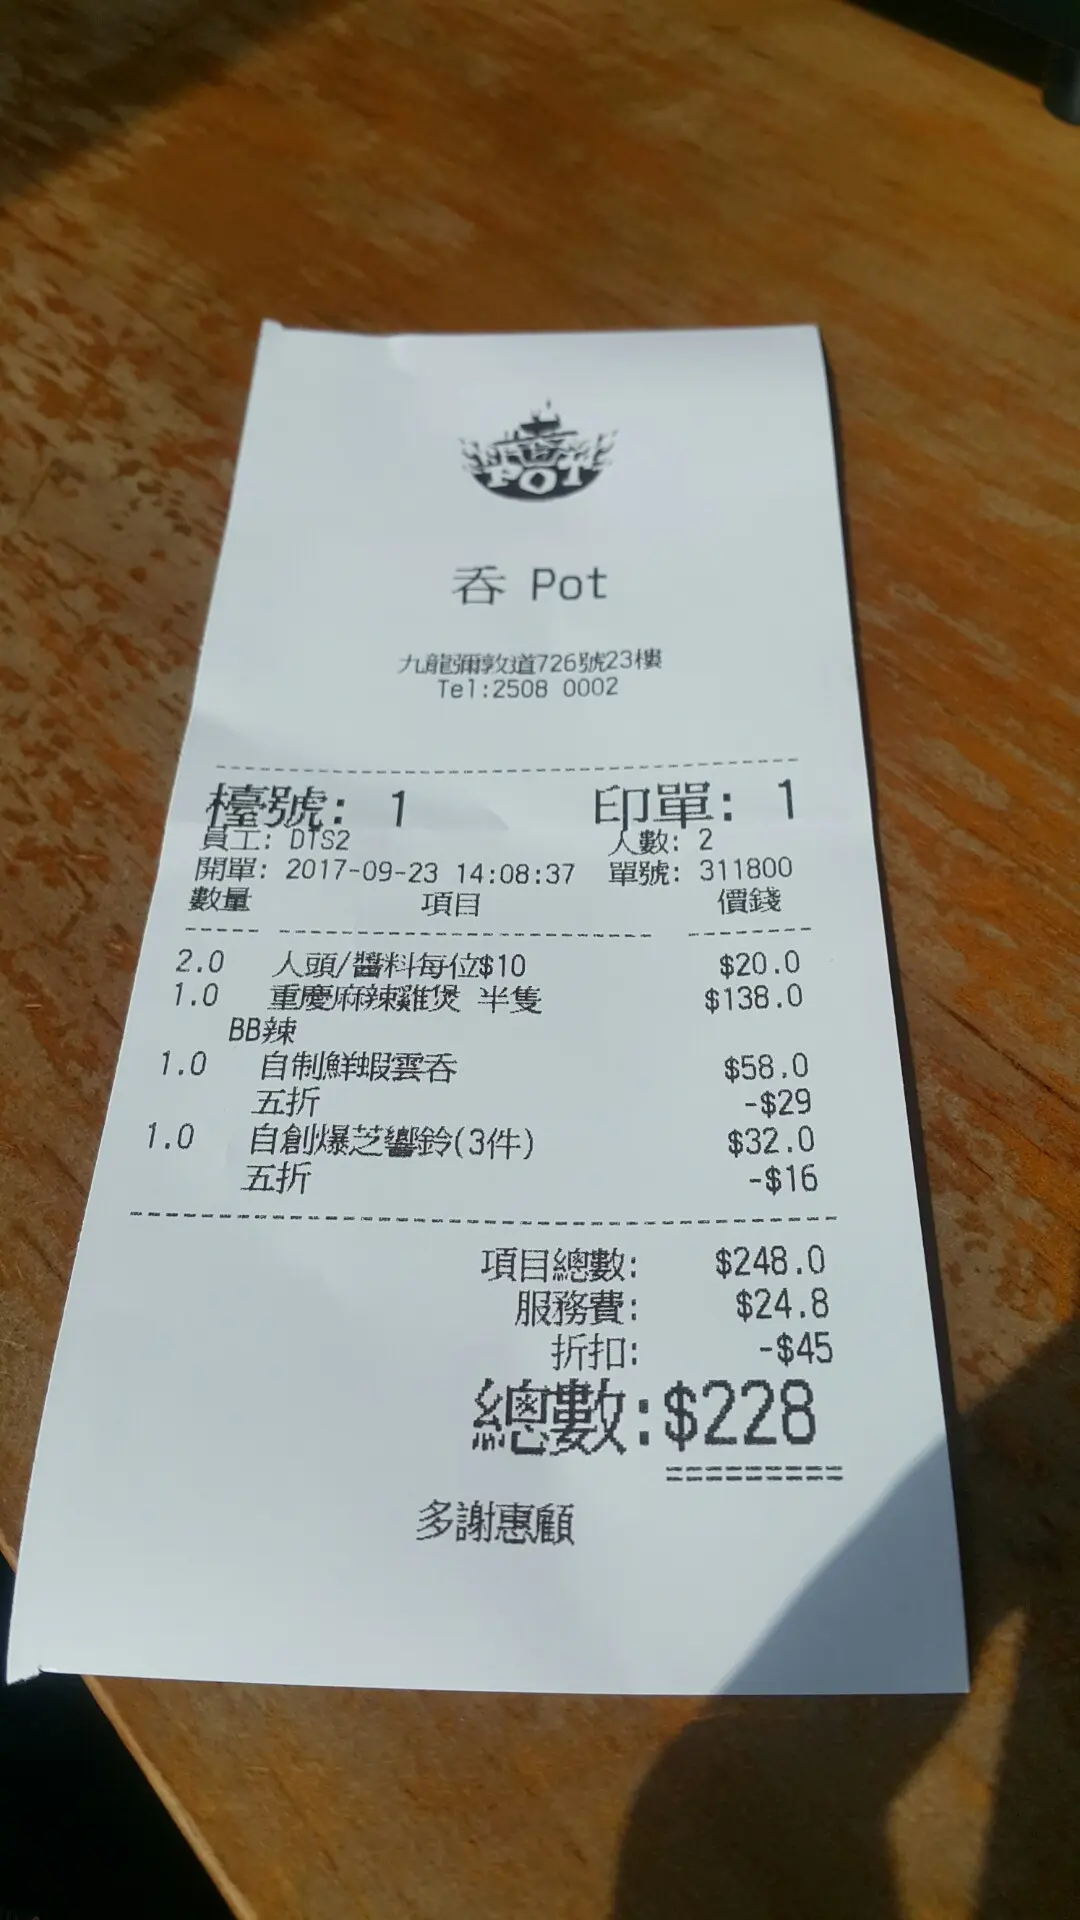 POT
吞 Pot
九龍彌敦道726號23樓
Tel:2508 0002
檯號: 1 印單: 1
員工: DTS2 人數: 2
開單: 2017-09-23 14:08:37 單號: 311800
數量 項目 價錢
2.0 人頭/醬料每位$10 $20.0
1.0 重慶麻辣雞煲 半隻 $138.0
BB辣
1.0 自制鮮蝦雲吞 $58.0
五折 -$29
1.0 自創爆芝響鈴(3件) $32.0
五折 -$16
項目總數: $248.0
服務費: $24.8
折扣: -$45
總數:$228
多謝惠顧